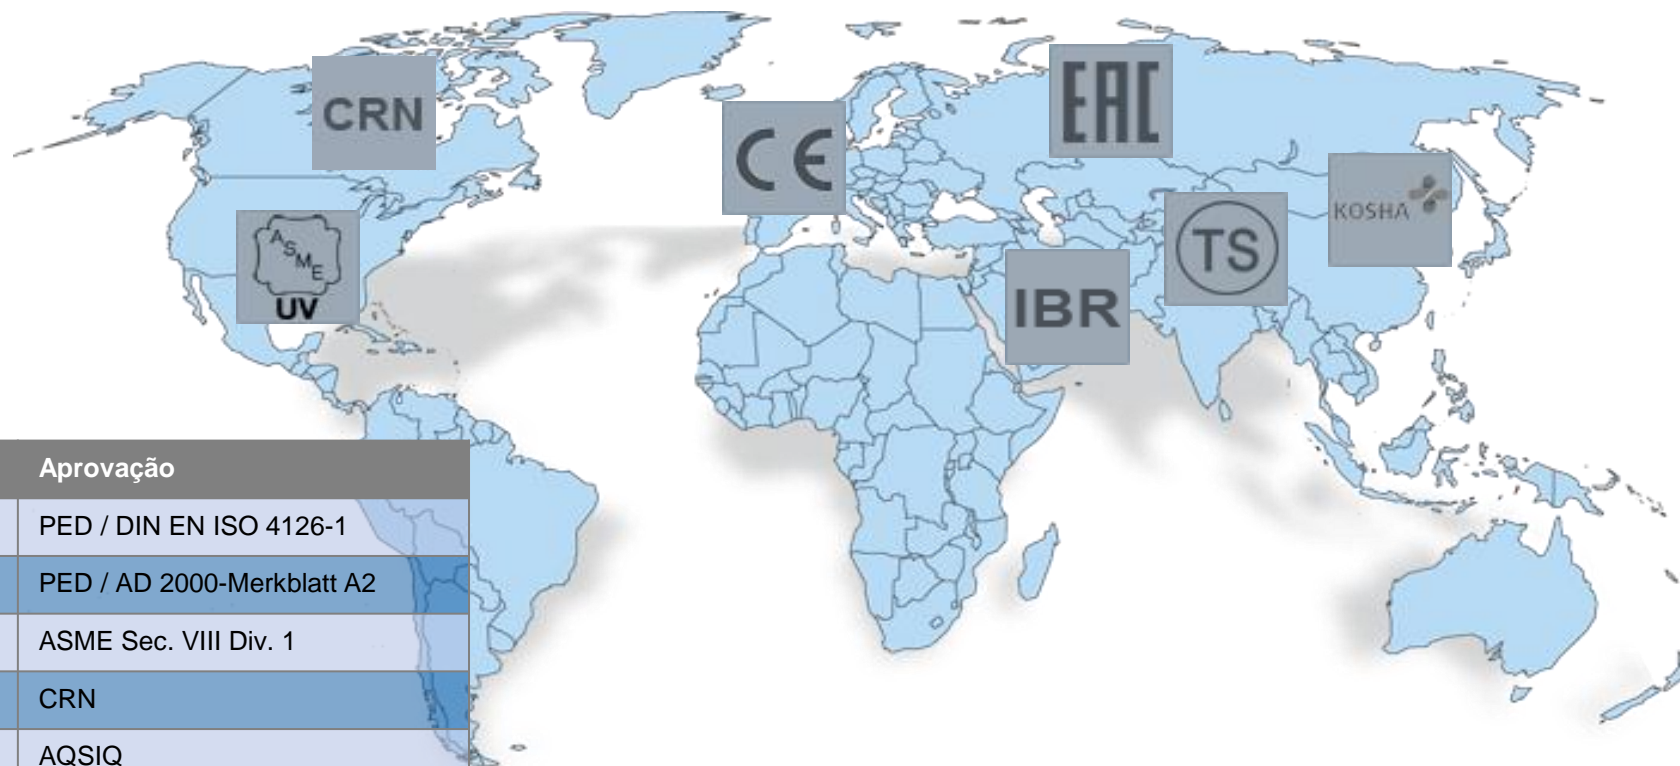 EAC
CRN
CE
KOSHA
TS
ASME
UV
IBR
Aprovação
PED / DIN EN ISO 4126-1
PED / AD 2000-Merkblatt A2
ASME Sec. VIII Div. 1
CRN
AQSIQ